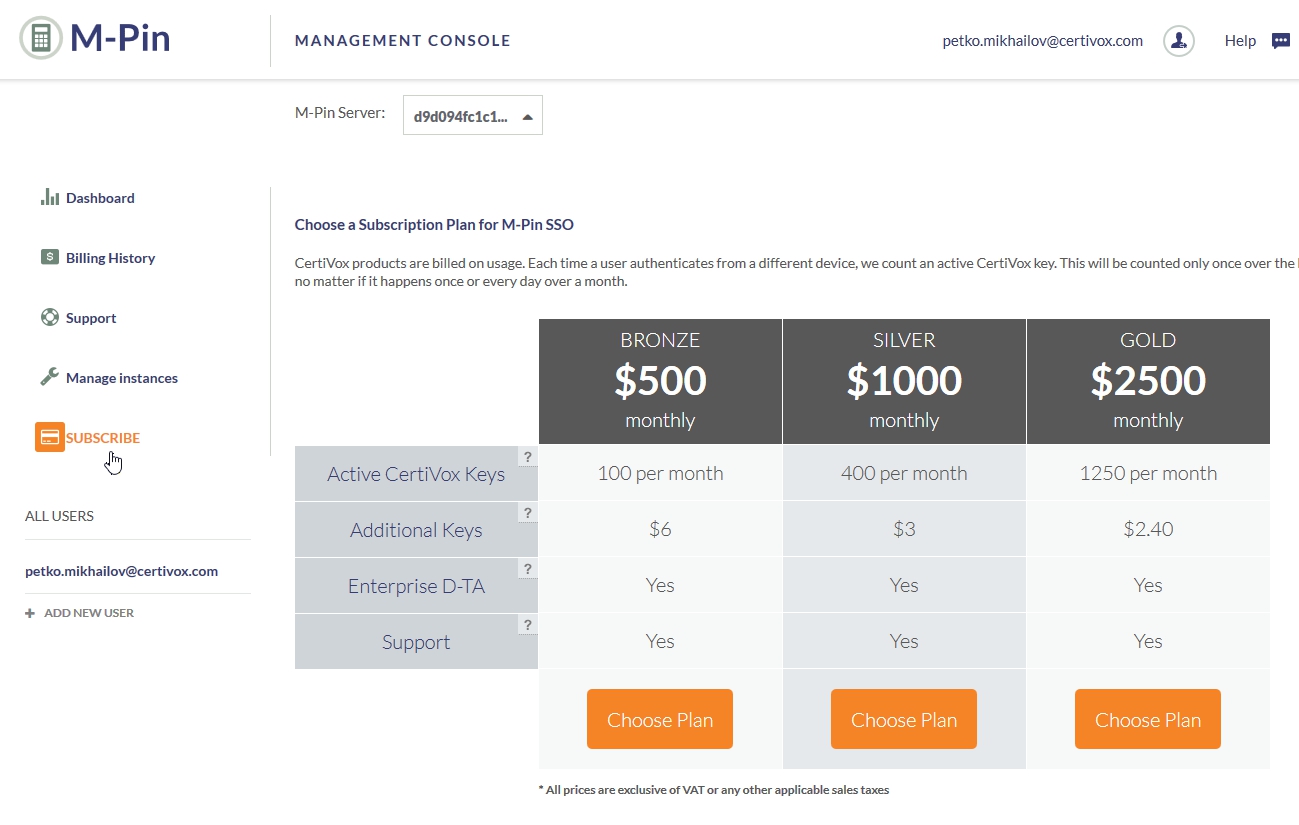 M-Pin
MANAGEMENT CONSOLE
petko.mikhailov@certivox.com
Help
M-Pin Server:
d9d094fc1c1...
Dashboard
Billing History
Support
Manage instances
SUBSCRIBE
ALL USERS
petko.mikhailov@certivox.com
+ ADD NEW USER
Choose a Subscription Plan for M-Pin SSO
CertiVox products are billed on usage. Each time a user authenticates from a different device, we count an active CertiVox key. This will be counted only once over the
no matter if it happens once or every day over a month.
BRONZE SILVER GOLD
$500 $1000 $2500
monthly monthly monthly
Active CertiVox Keys ? 100 per month 400 per month 1250 per month
Additional Keys ? $6 $3 $2.40
Enterprise D-TA ? Yes Yes Yes
Support ? Yes Yes Yes
Choose Plan Choose Plan Choose Plan
* All prices are exclusive of VAT or any other applicable sales taxes